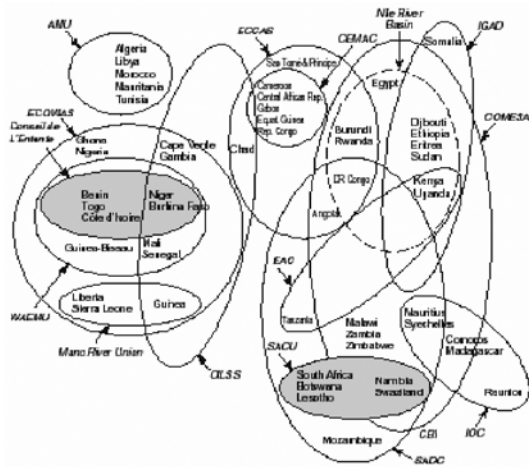 AMU
Algeria
Libya
Morocco
Mauritania
Tunisia
ECOWAS
Conseil de
L'Entente
Ghana
Nigeria
Cape Verde
Gambia
Benin
Togo
Côte d'Ivoire
Niger
Burkina Faso
Guinea-Bissau
Mali
Senegal
WAEMU
Liberia
Sierra Leone
Guinea
Mano River Union
CILSS
Chad
ECCAS
Sao Tomé & Principe
CEMAC
Cameroon
Central African Rep.
Gabon
Equat. Guinea
Rep. Congo
Nile River
Basin
Somalia
IGAD
Egypt
COMESA
Burundi
Rwanda
Djibouti
Ethiopia
Eritrea
Sudan
DR Congo
Kenya
Uganda
Angola
EAC
Tanzania
SACU
Malawi
Zambia
Zimbabwe
Mauritius
Syechelles
Comoros
Madagascar
Reunion
South Africa
Botswana
Lesotho
Namibia
Swaziland
Mozambique
CBI
IOC
SADC